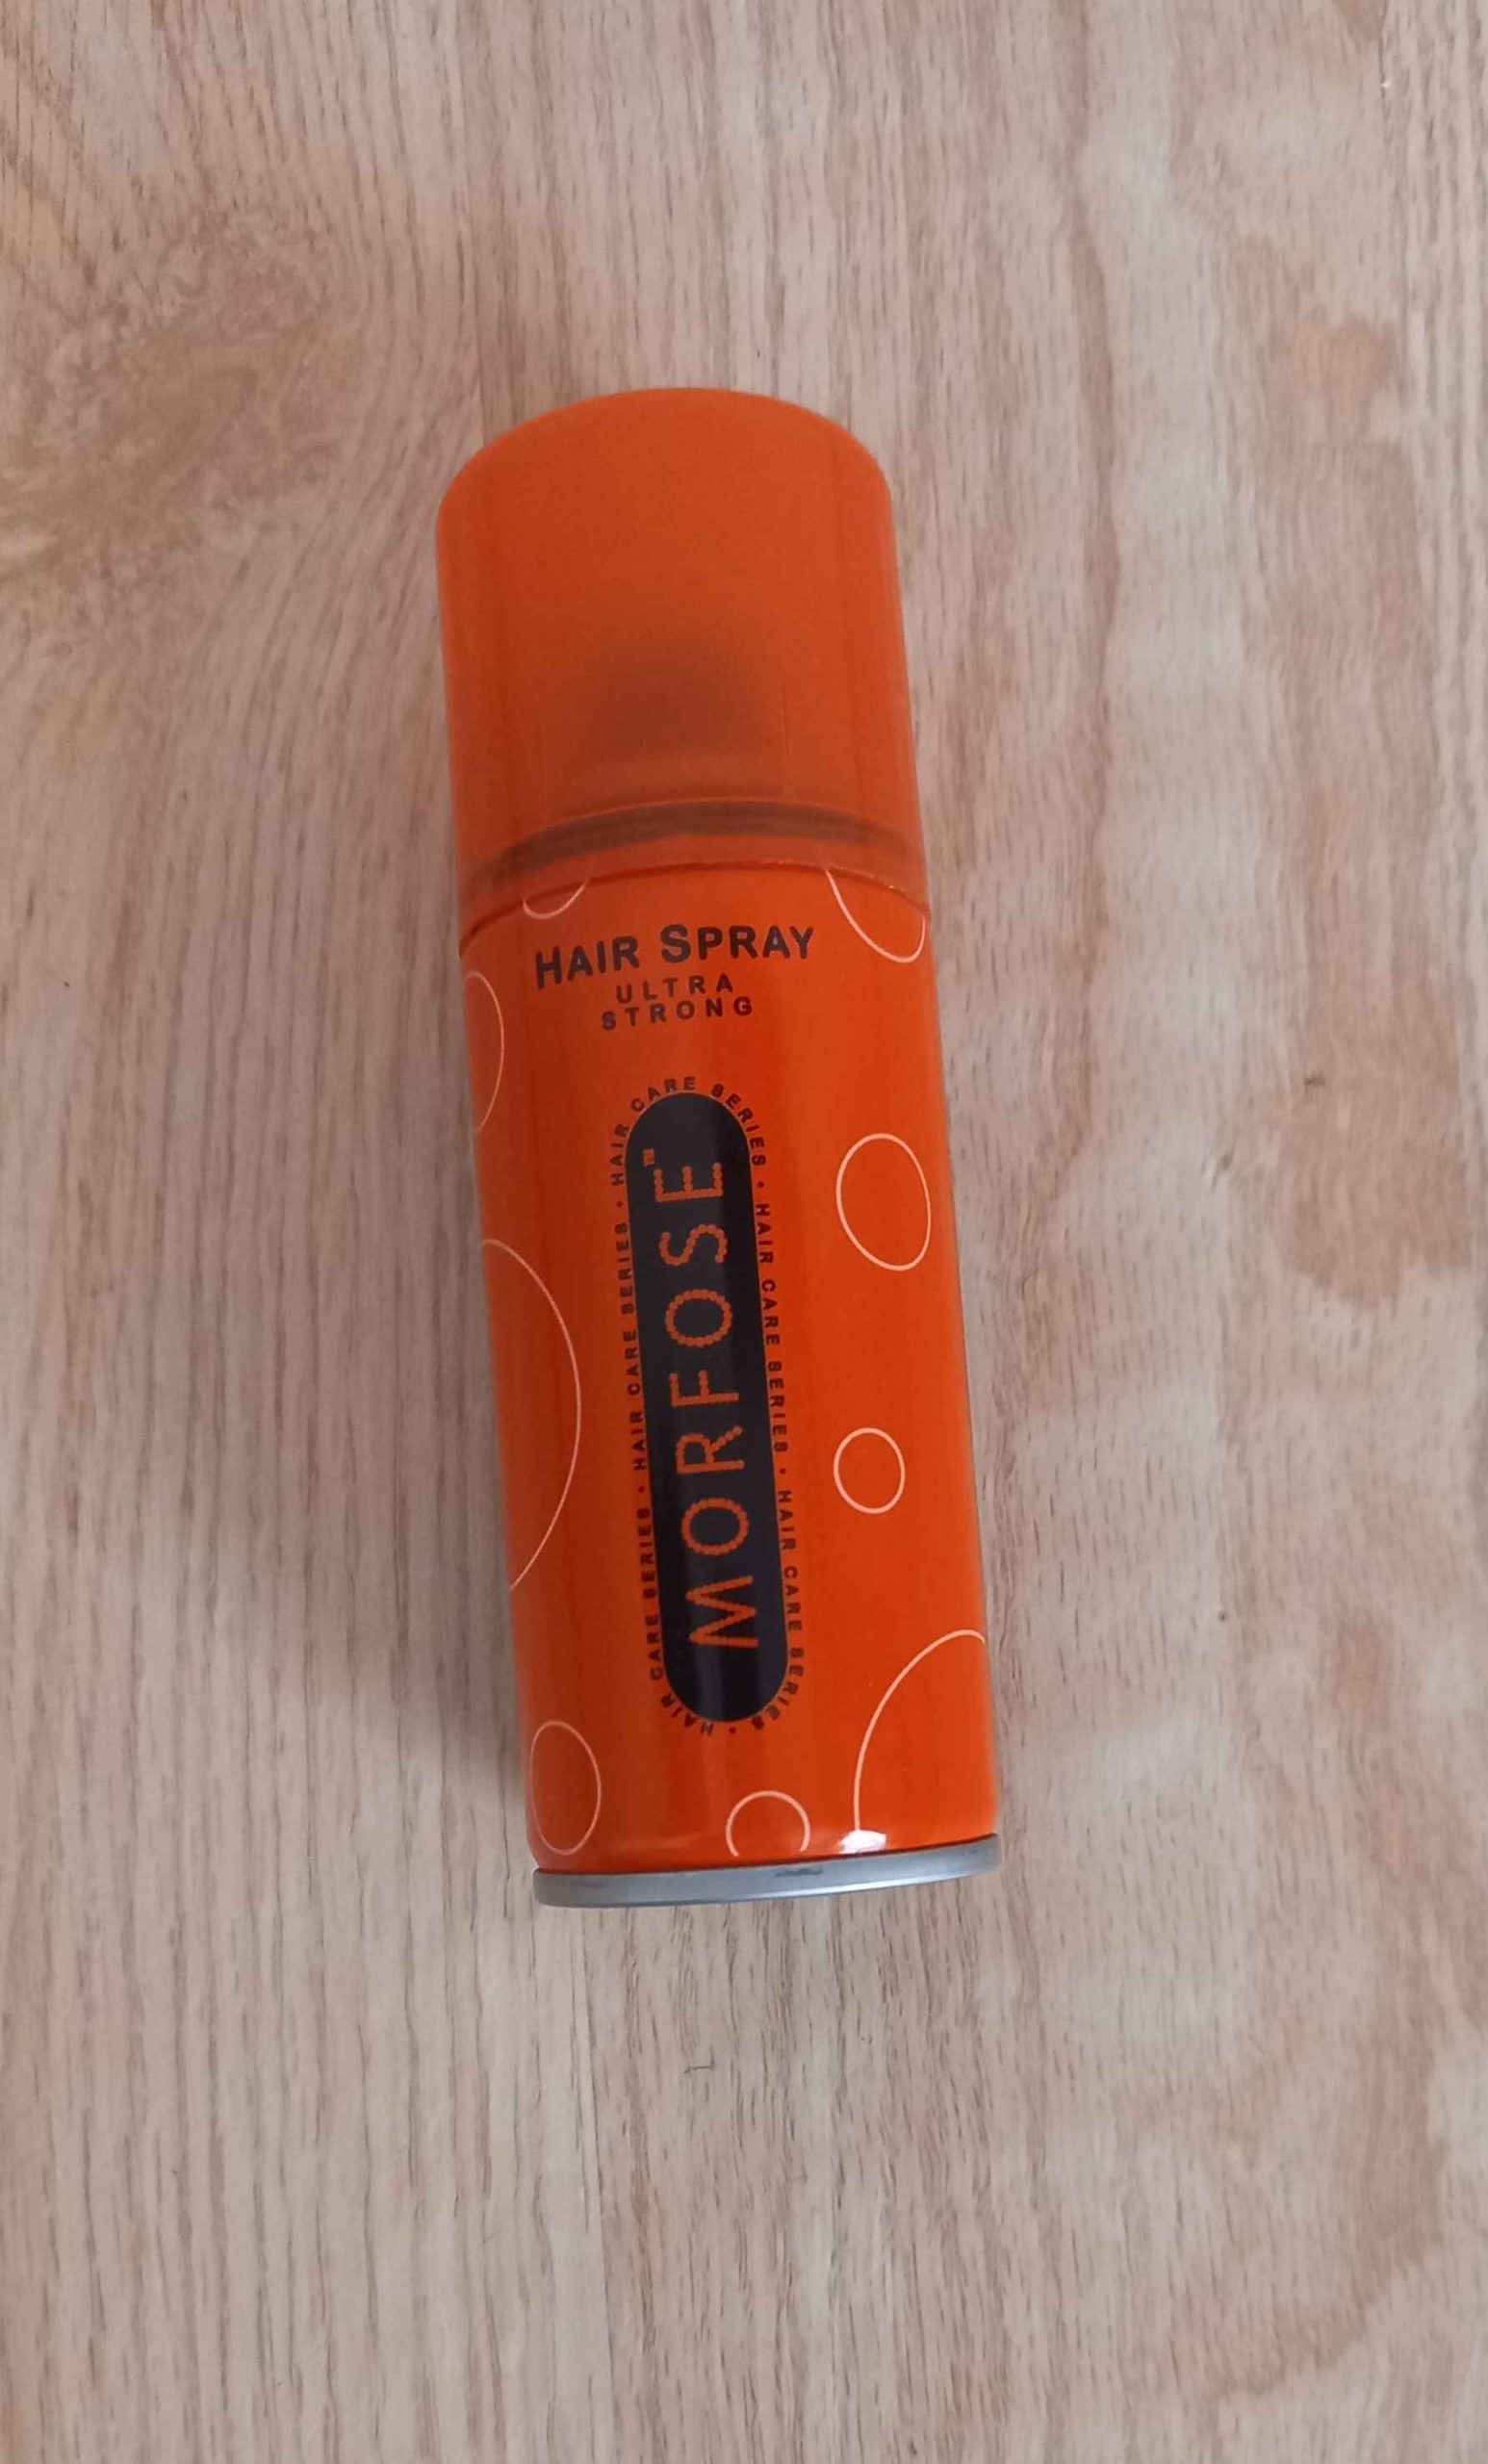 HAIR SPRAY
ULTRA
STRONG
MORFOSE™
HAIR CARE SERIES • HAIR CARE SERIES • HAIR CARE SERIES • HAIR CARE SERIES • HAIR CARE SERIES •